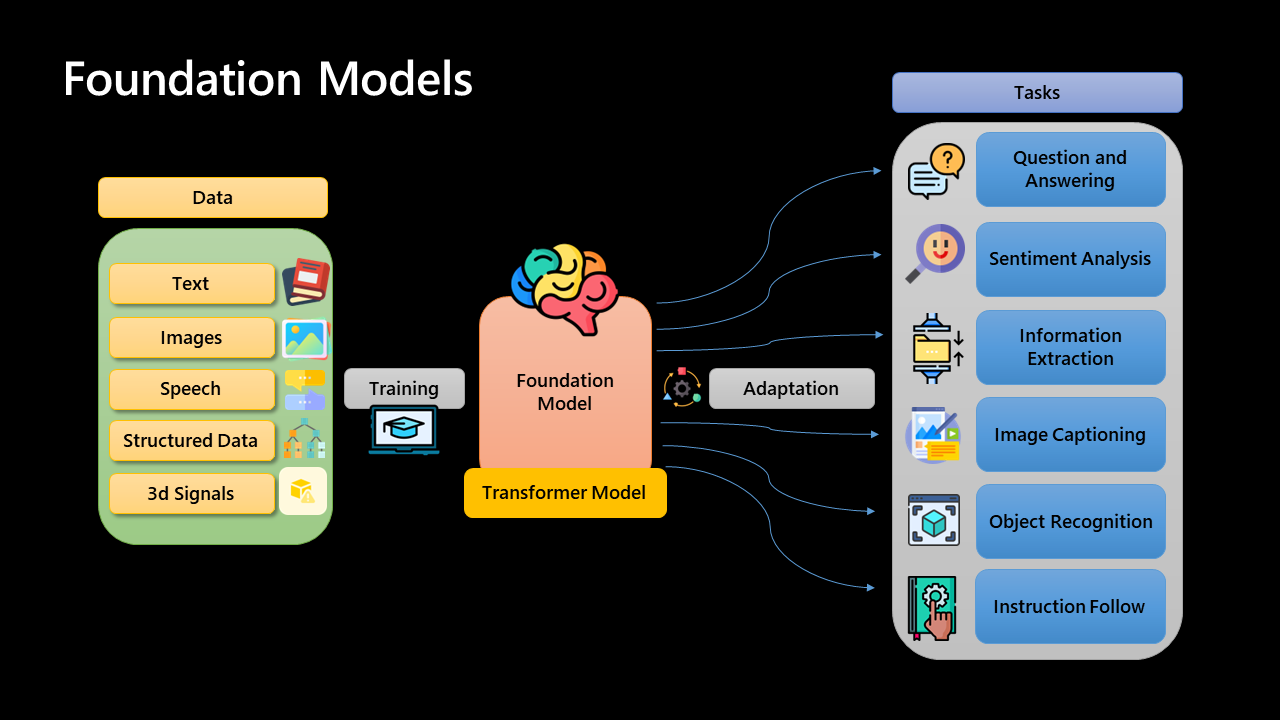 Foundation Models
Data
Text
Images
Speech
Structured Data
3d Signals
Training
Foundation
Model
Transformer Model
Adaptation
Tasks
Question and
Answering
Sentiment Analysis
Information
Extraction
Image Captioning
Object Recognition
Instruction Follow